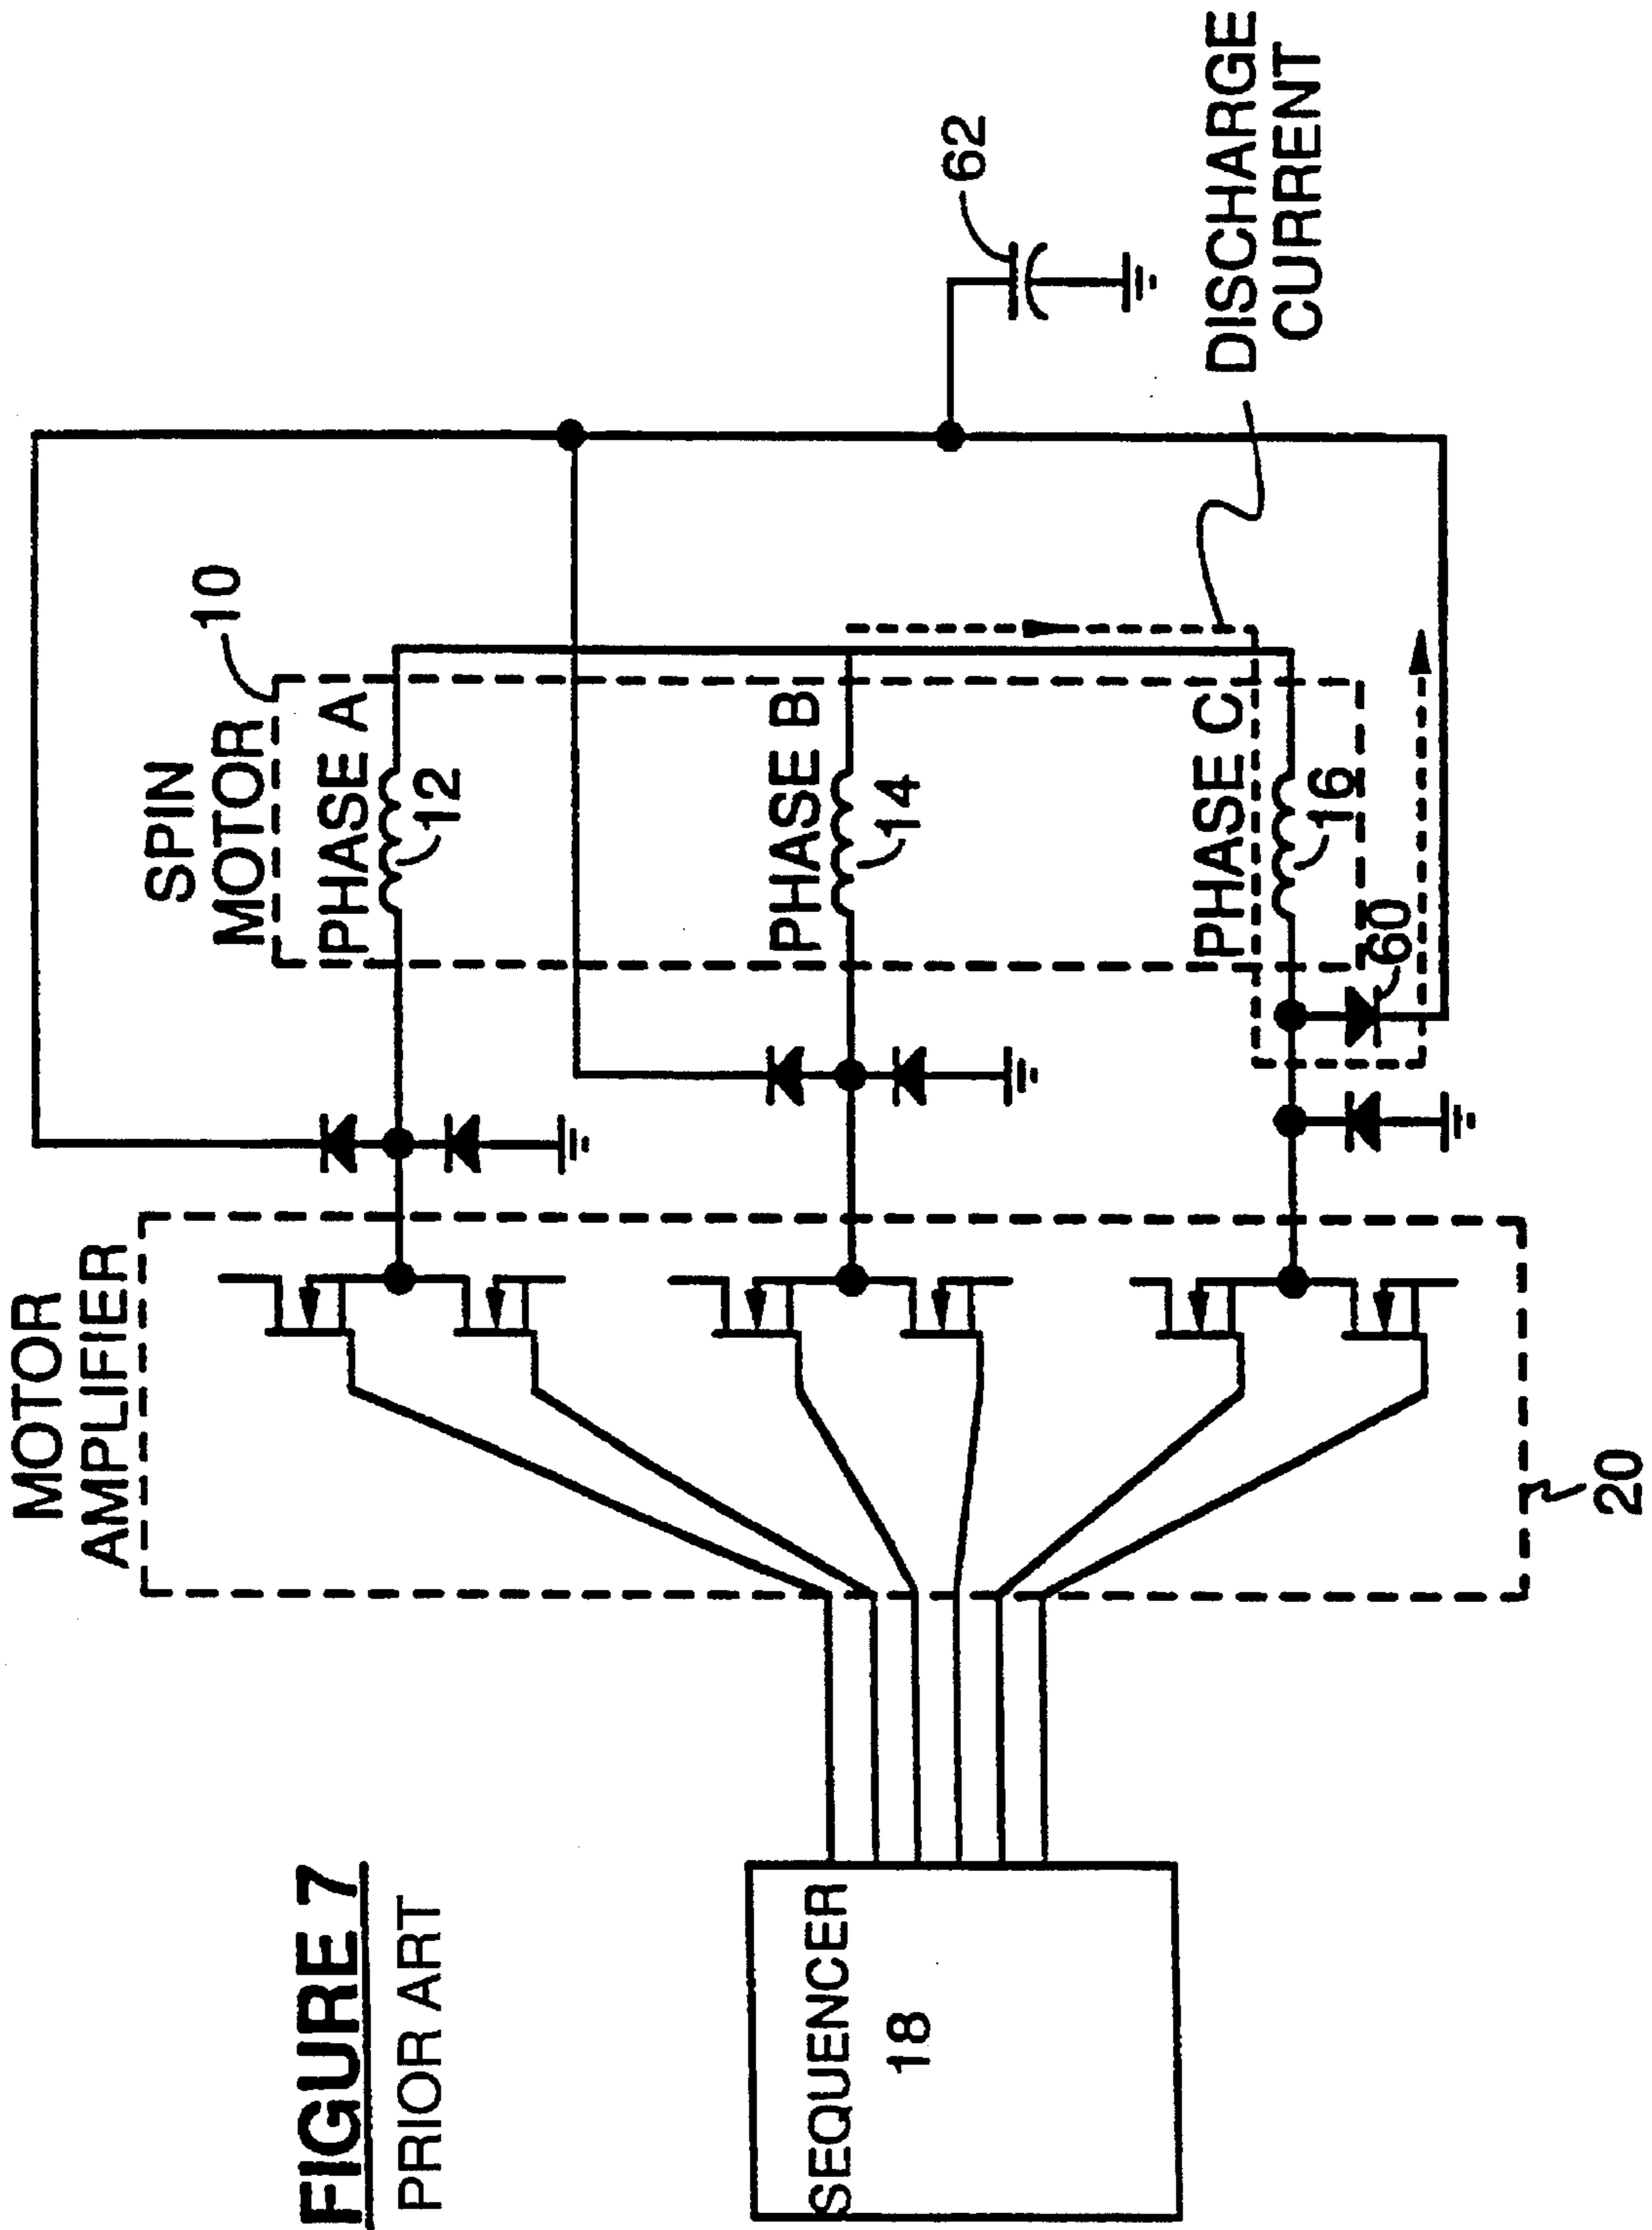 FIGURE 7
PRIOR ART
SEQUENCER
18
MOTOR
AMPLIFIER
20
SPIN
MOTOR
10
PHASE A
12
PHASE B
14
PHASE C
16
60
62
DISCHARGE
CURRENT